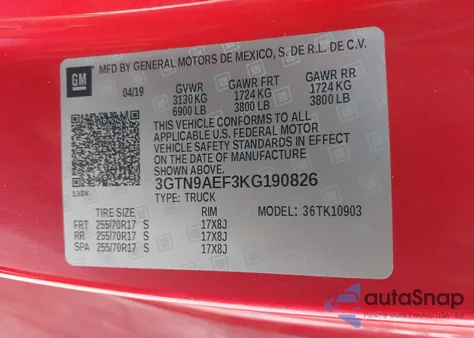 GM
MFD BY GENERAL MOTORS DE MEXICO, S. DE R.L. DE C.V.
04/19 GVWR GAWR FRT GAWR RR
3130 KG 1724 KG 1724 KG
6900 LB 3800 LB 3800 LB
THIS VEHICLE CONFORMS TO ALL
APPLICABLE U.S. FEDERAL MOTOR
VEHICLE SAFETY STANDARDS IN EFFECT
ON THE DATE OF MANUFACTURE
SHOWN ABOVE.
130X
3GTN9AEF3KG190826
TYPE: TRUCK MODEL: 36TK10903
TIRE SIZE RIM
FRT 255/70R17 S 17X8J
RR 255/70R17 S 17X8J
SPA 255/70R17 S 17X8J
autoSnap